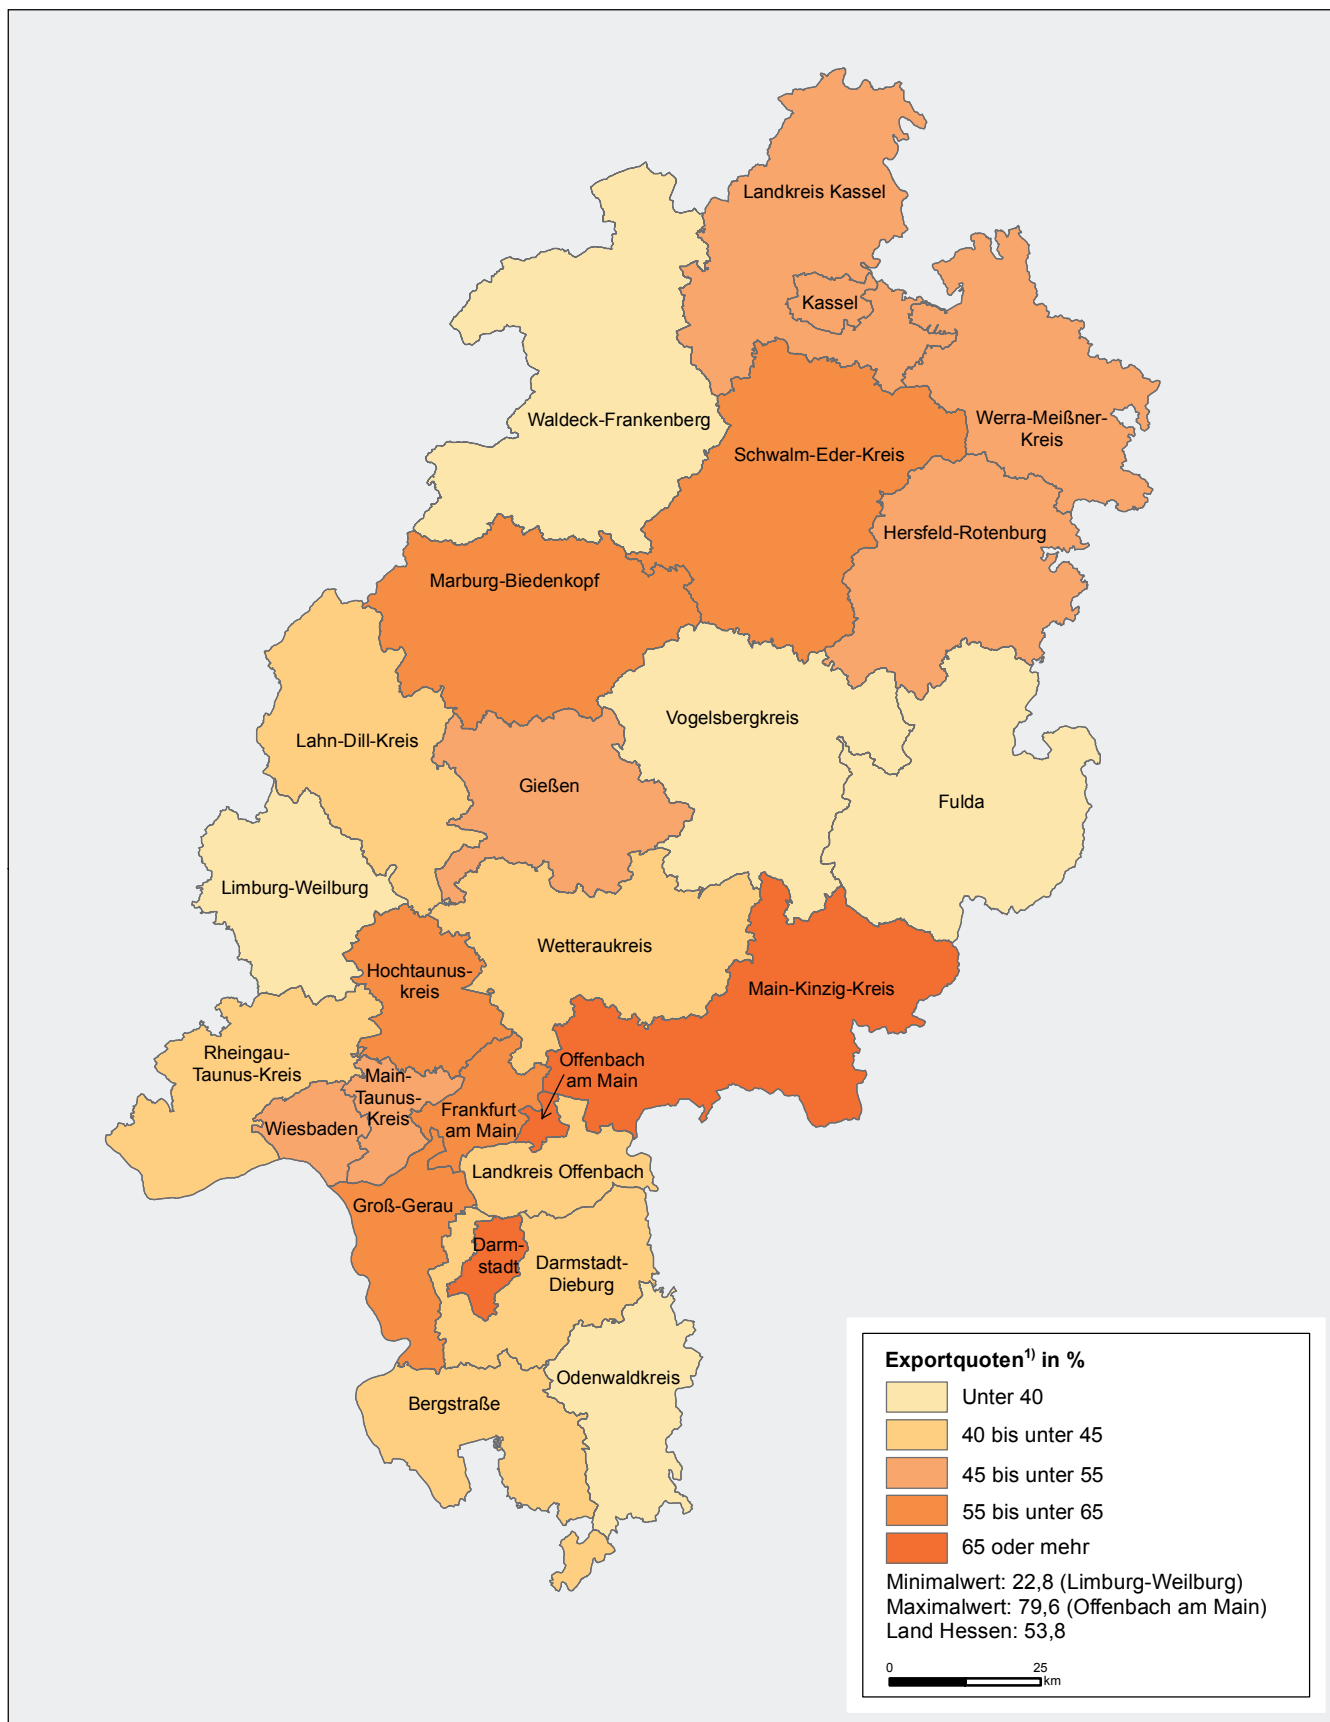 Landkreis Kassel
Kassel
Waldeck-Frankenberg
Werra-Meißner-
Kreis
Schwalm-Eder-Kreis
Hersfeld-Rotenburg
Marburg-Biedenkopf
Vogelsbergkreis
Lahn-Dill-Kreis
Gießen
Fulda
Limburg-Weilburg
Wetteraukreis
Hochtaunus-
kreis
Main-Kinzig-Kreis
Rheingau-
Taunus-Kreis
Offenbach
am Main
Main-
Taunus-
Kreis
Frankfurt
am Main
Wiesbaden
Landkreis Offenbach
Groß-Gerau
Darm-
stadt
Darmstadt-
Dieburg
Odenwaldkreis
Bergstraße
Exportquoten1) in %
Unter 40
40 bis unter 45
45 bis unter 55
55 bis unter 65
65 oder mehr
Minimalwert: 22,8 (Limburg-Weilburg)
Maximalwert: 79,6 (Offenbach am Main)
Land Hessen: 53,8
0 25
km